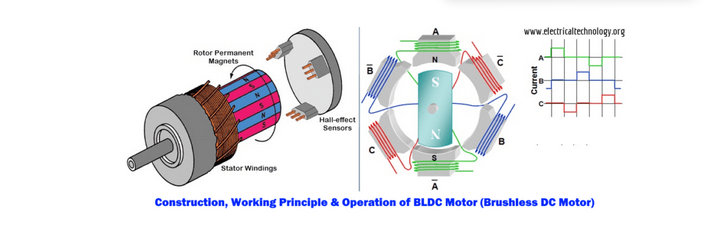 Rotor Permanent
Magnets
S
N
S
N
S
Hall-effect
Sensors
Stator Windings
A
B̅
C̅
N
S
N
C
B
S
A̅
www.electricaltechnology.org
Current
A
B
C
Construction, Working Principle & Operation of BLDC Motor (Brushless DC Motor)